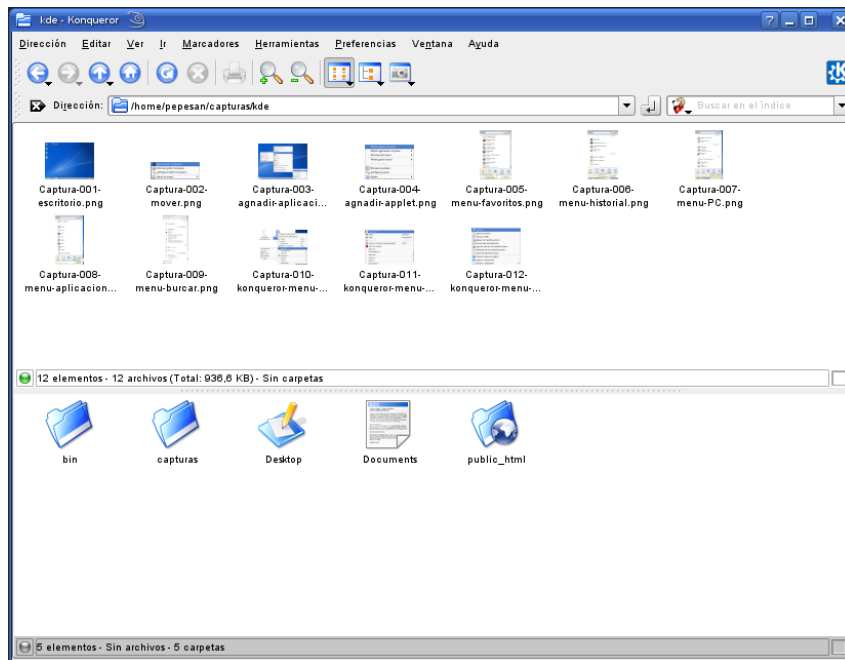 kde - Konqueror
Dirección Editar Ver Ir Marcadores Herramientas Preferencias Ventana Ayuda
Dirección: /home/pepesan/capturas/kde Buscar en el índice
Captura-001- Captura-002- Captura-003- Captura-004- Captura-005- Captura-006- Captura-007-
escritorio.png mover.png agnadir-aplicaci... agnadir-applet.png menu-favoritos.png menu-historial.png menu-PC.png
Captura-008- Captura-009- Captura-010- Captura-011- Captura-012-
menu-aplicacion... menu-burcar.png konqueror-menu-... konqueror-menu-... konqueror-menu-...
12 elementos - 12 archivos (Total: 936,6 KB) - Sin carpetas
bin capturas Desktop Documents public_html
5 elementos - Sin archivos - 5 carpetas